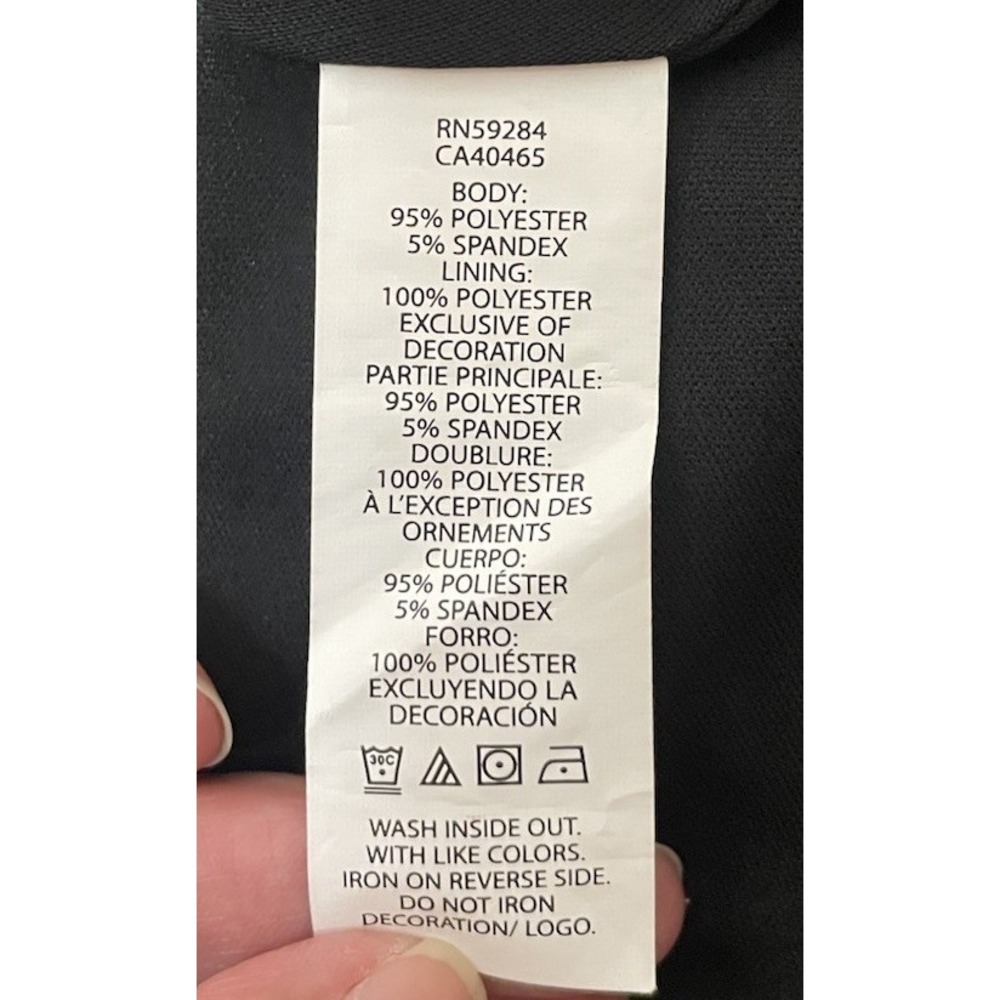 RN59284
CA40465
BODY:
95% POLYESTER
5% SPANDEX
LINING:
100% POLYESTER
EXCLUSIVE OF
DECORATION
PARTIE PRINCIPALE:
95% POLYESTER
5% SPANDEX
DOUBLURE:
100% POLYESTER
À L'EXCEPTION DES
ORNEMENTS
CUERPO:
95% POLIÉSTER
5% SPANDEX
FORRO:
100% POLIÉSTER
EXCLUYENDO LA
DECORACIÓN
30C
WASH INSIDE OUT.
WITH LIKE COLORS.
IRON ON REVERSE SIDE.
DO NOT IRON
DECORATION/ LOGO.